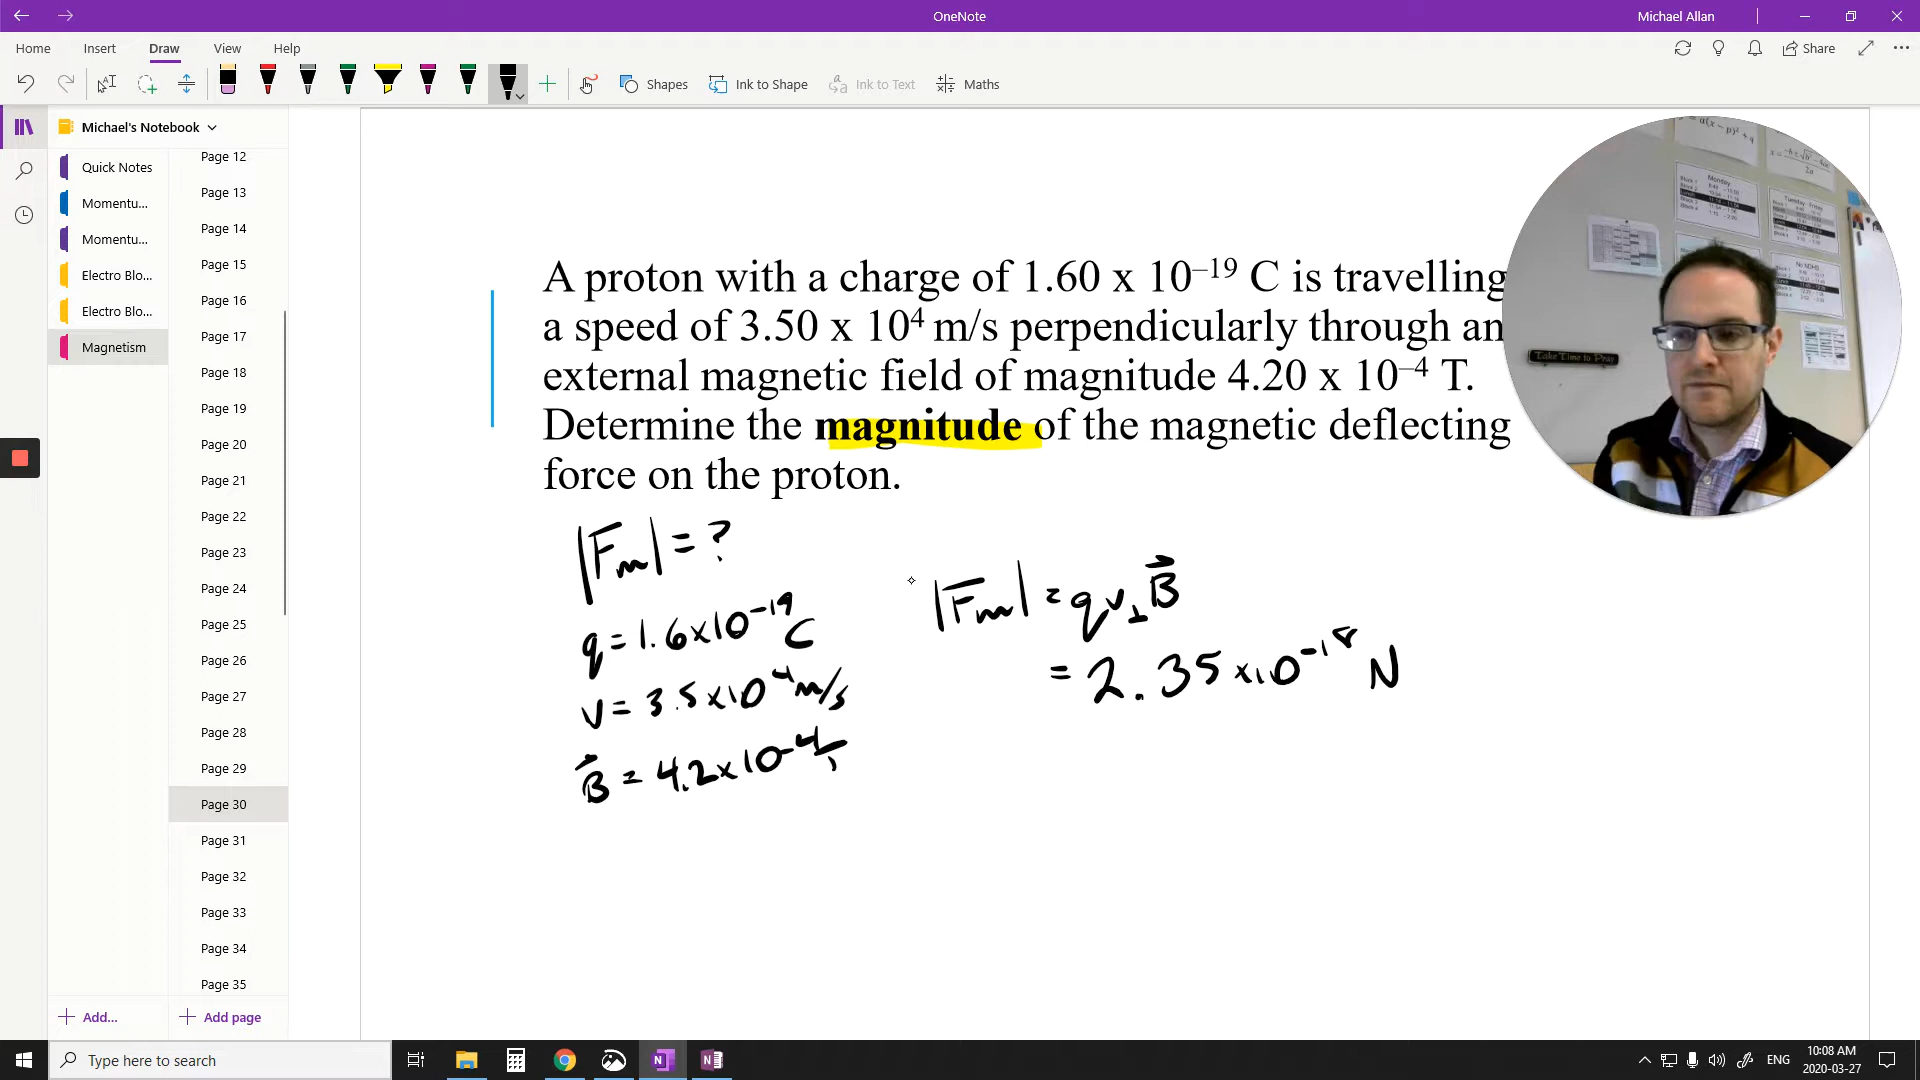 OneNote
Michael Allan
Home Insert Draw View Help
Share
Shapes
Ink to Shape
Ink to Text
Maths
Michael's Notebook
Quick Notes
Momentu...
Momentu...
Electro Blo...
Electro Blo...
Magnetism
Page 12
Page 13
Page 14
Page 15
Page 16
Page 17
Page 18
Page 19
Page 20
Page 21
Page 22
Page 23
Page 24
Page 25
Page 26
Page 27
Page 28
Page 29
Page 30
Page 31
Page 32
Page 33
Page 34
Page 35
Add...
Add page
A proton with a charge of 1.60 x 10⁻¹⁹ C is travelling
a speed of 3.50 x 10⁴ m/s perpendicularly through an
external magnetic field of magnitude 4.20 x 10⁻⁴ T.
Determine the magnitude of the magnetic deflecting
force on the proton.
|Fm| = ?
q = 1.6x10⁻¹⁹ C
v = 3.5x10⁴ m/s
B⃗ = 4.2x10⁻⁴ T
|Fm| = qv⊥B⃗
= 2.35x10⁻¹⁸ N
Monday
Tuesday - Friday
Take Time to Pray
Type here to search
ENG
10:08 AM
2020-03-27